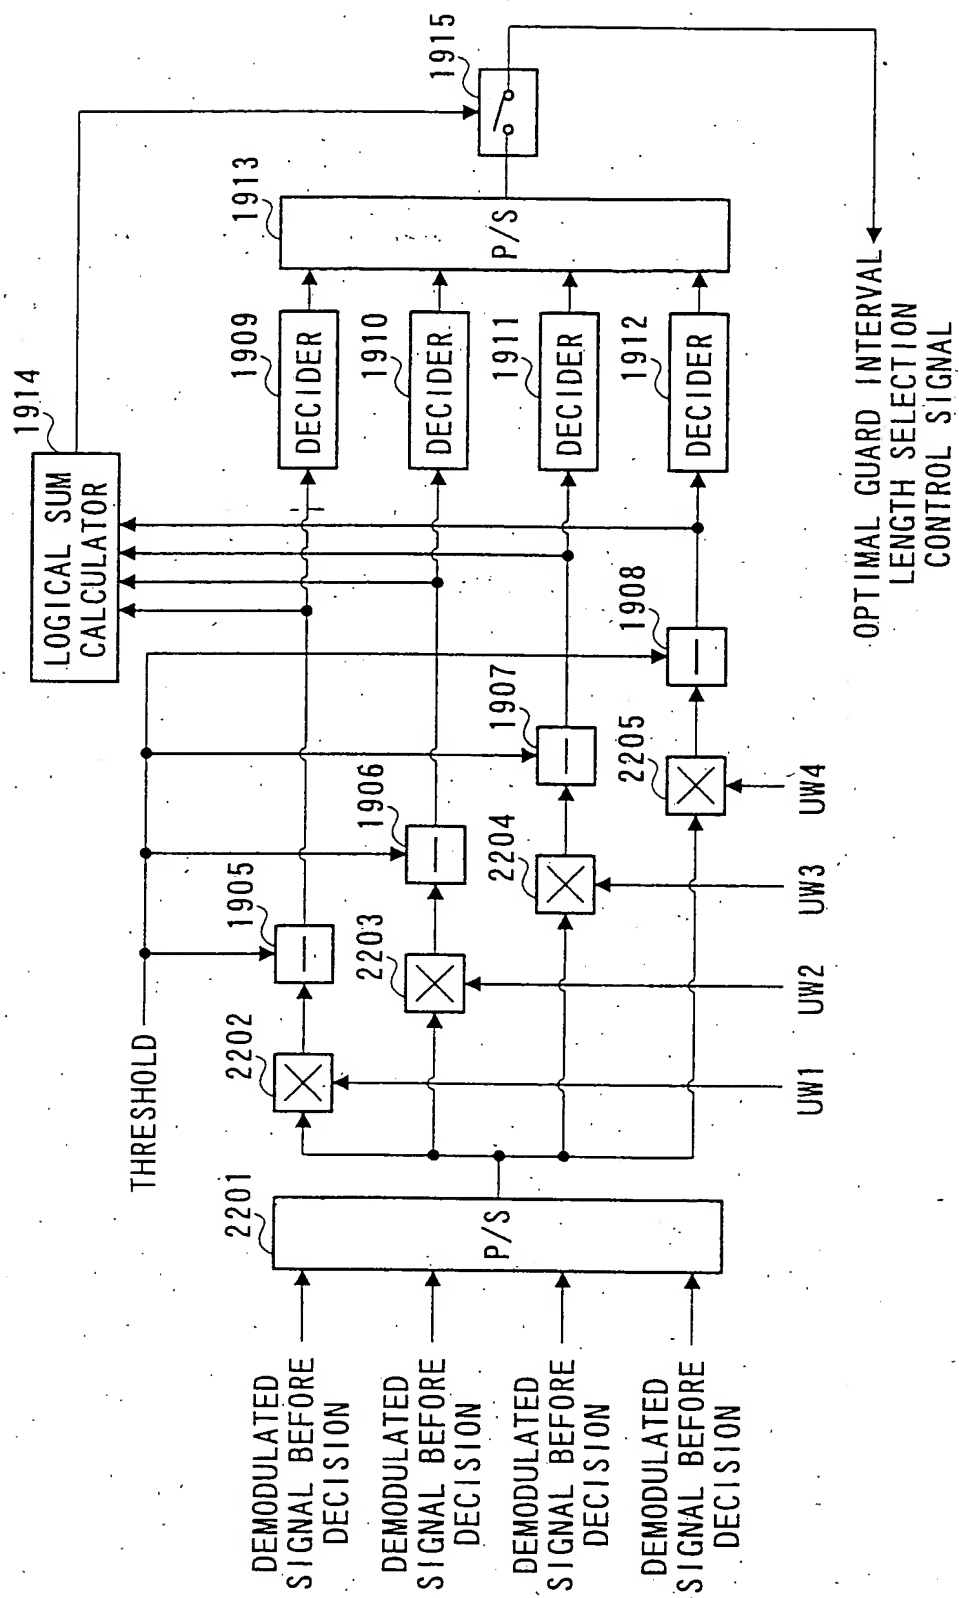 DEMODULATED
SIGNAL BEFORE
DECISION
DEMODULATED
SIGNAL BEFORE
DECISION
DEMODULATED
SIGNAL BEFORE
DECISION
DEMODULATED
SIGNAL BEFORE
DECISION
2201
P/S
THRESHOLD
2202
2203
2204
2205
UW1
UW2
UW3
UW4
1905
1906
1907
1908
1914
LOGICAL SUM
CALCULATOR
1909
DECIDER
1910
DECIDER
1911
DECIDER
1912
DECIDER
1913
P/S
1915
OPTIMAL GUARD INTERVAL
LENGTH SELECTION
CONTROL SIGNAL